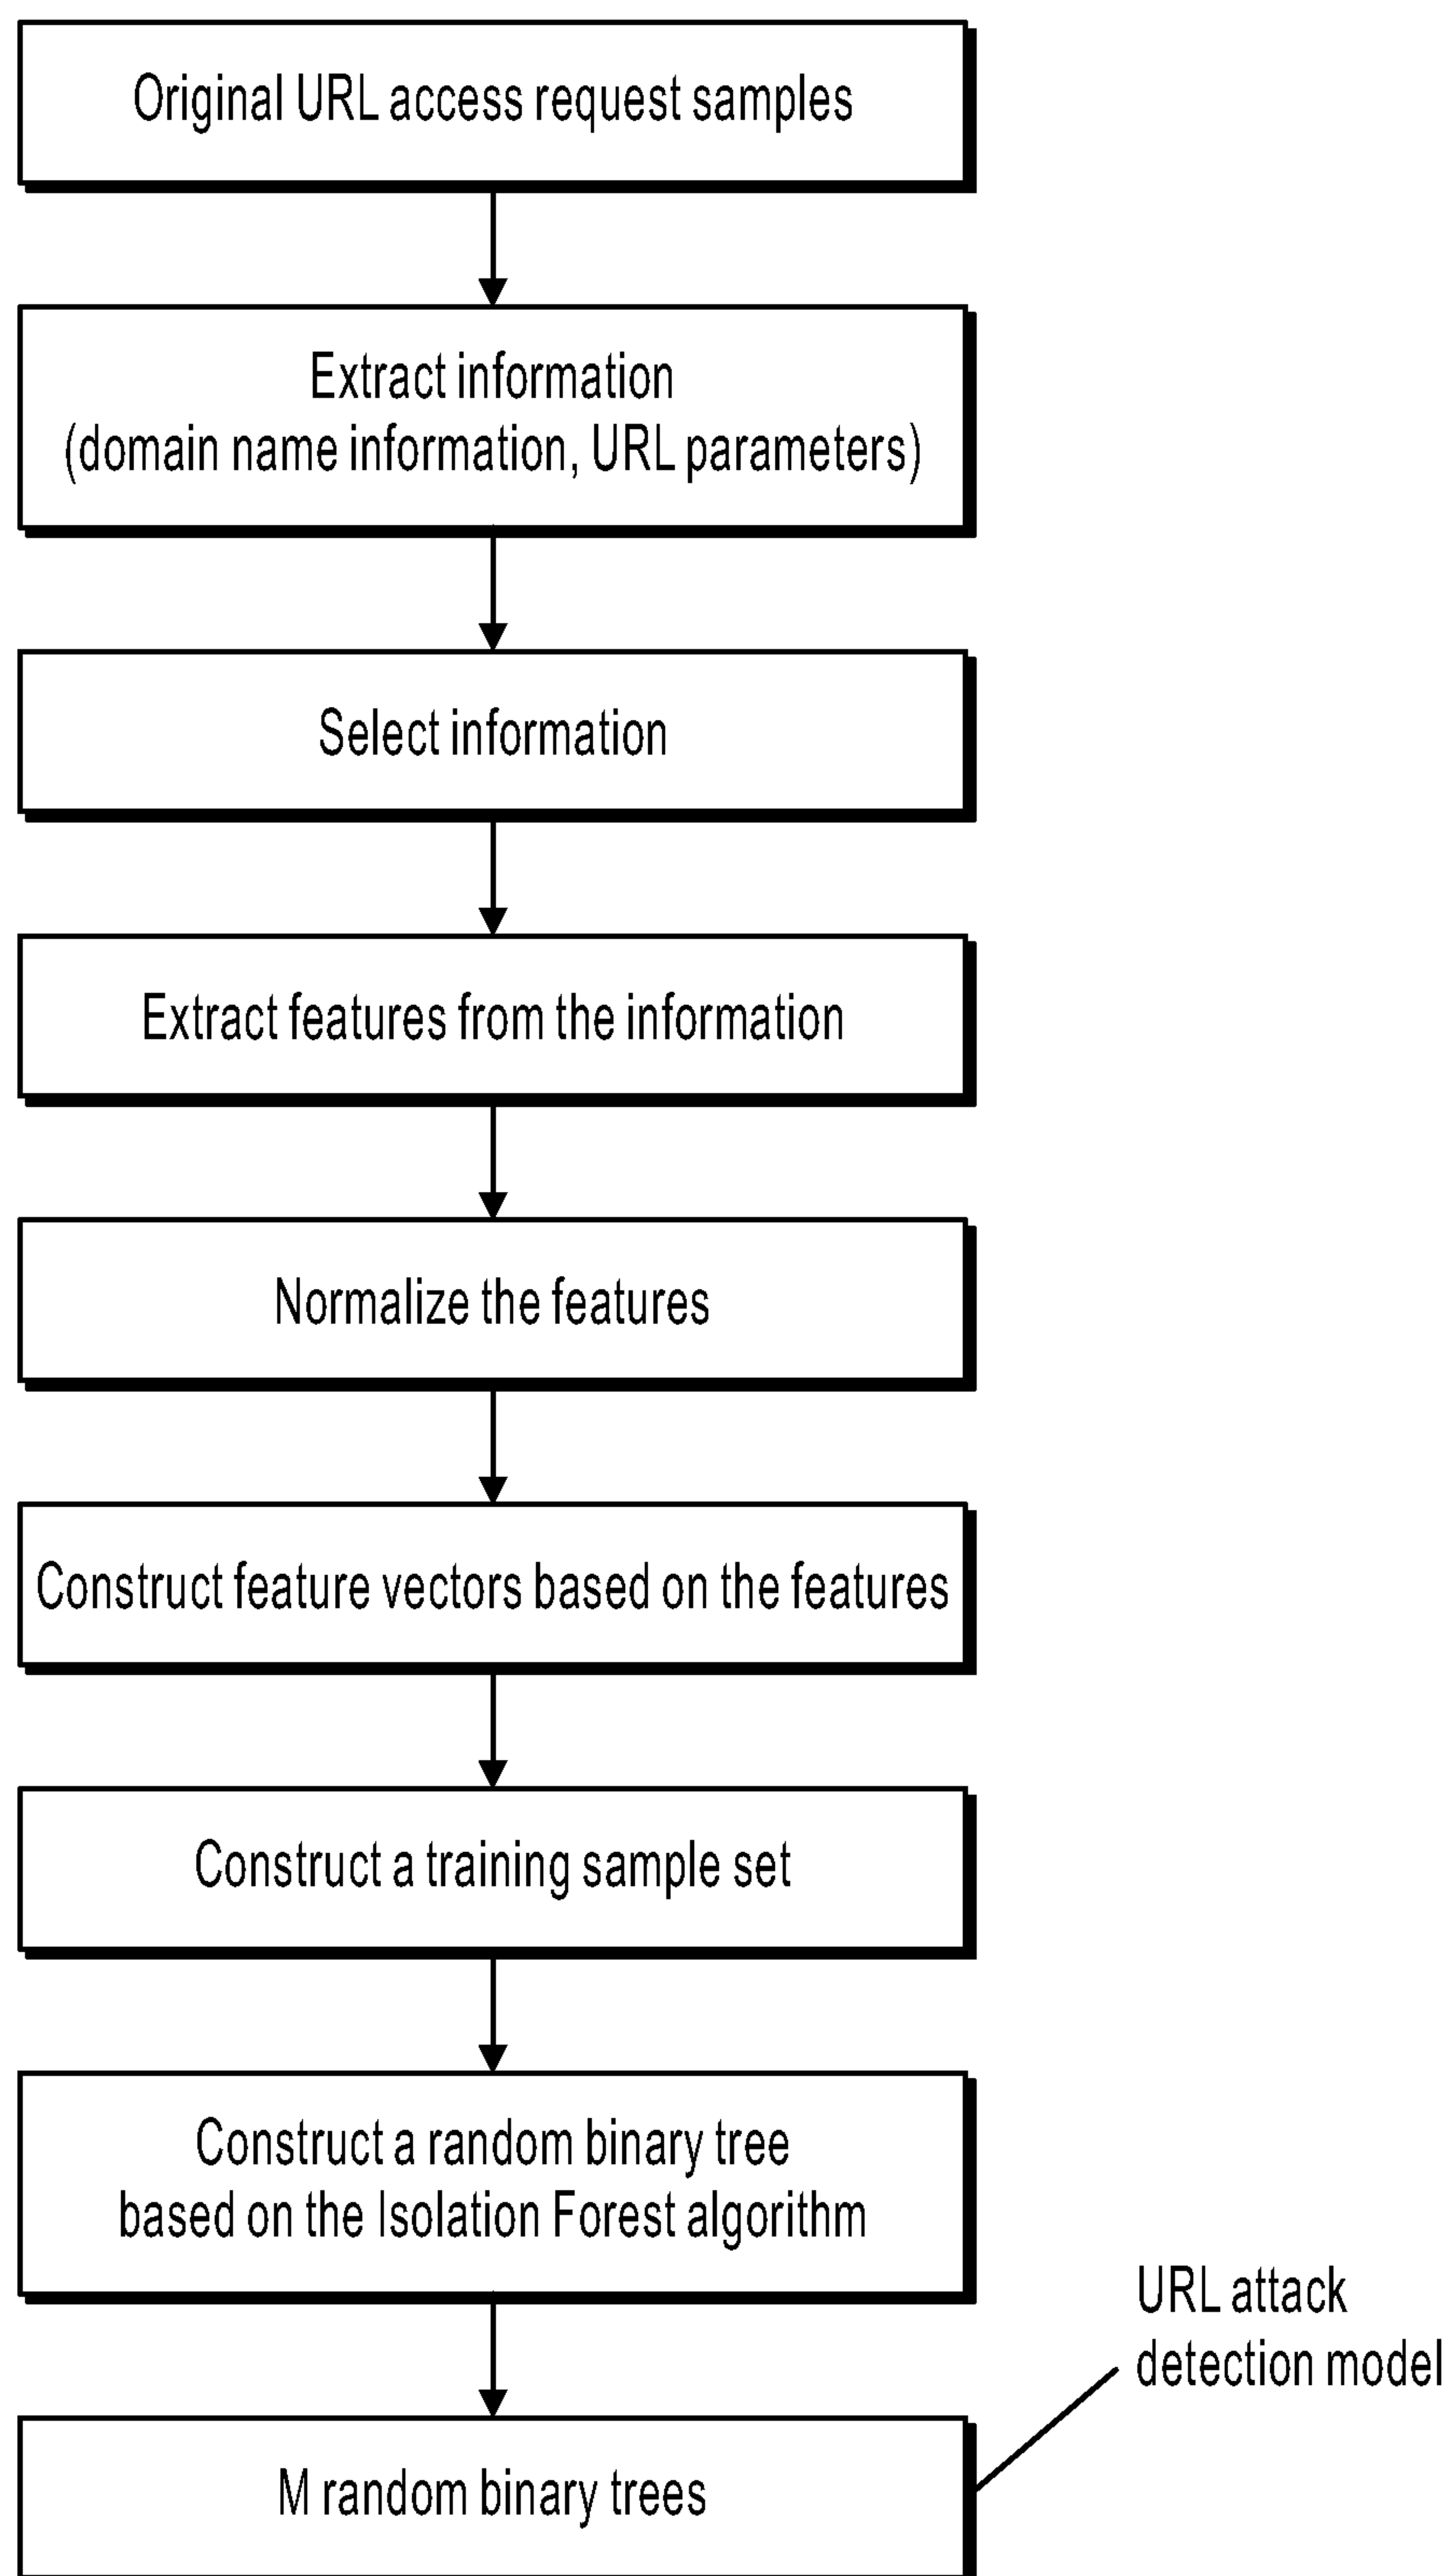 Original URL access request samples
Extract information
(domain name information, URL parameters)
Select information
Extract features from the information
Normalize the features
Construct feature vectors based on the features
Construct a training sample set
Construct a random binary tree
based on the Isolation Forest algorithm
URL attack
detection model
M random binary trees